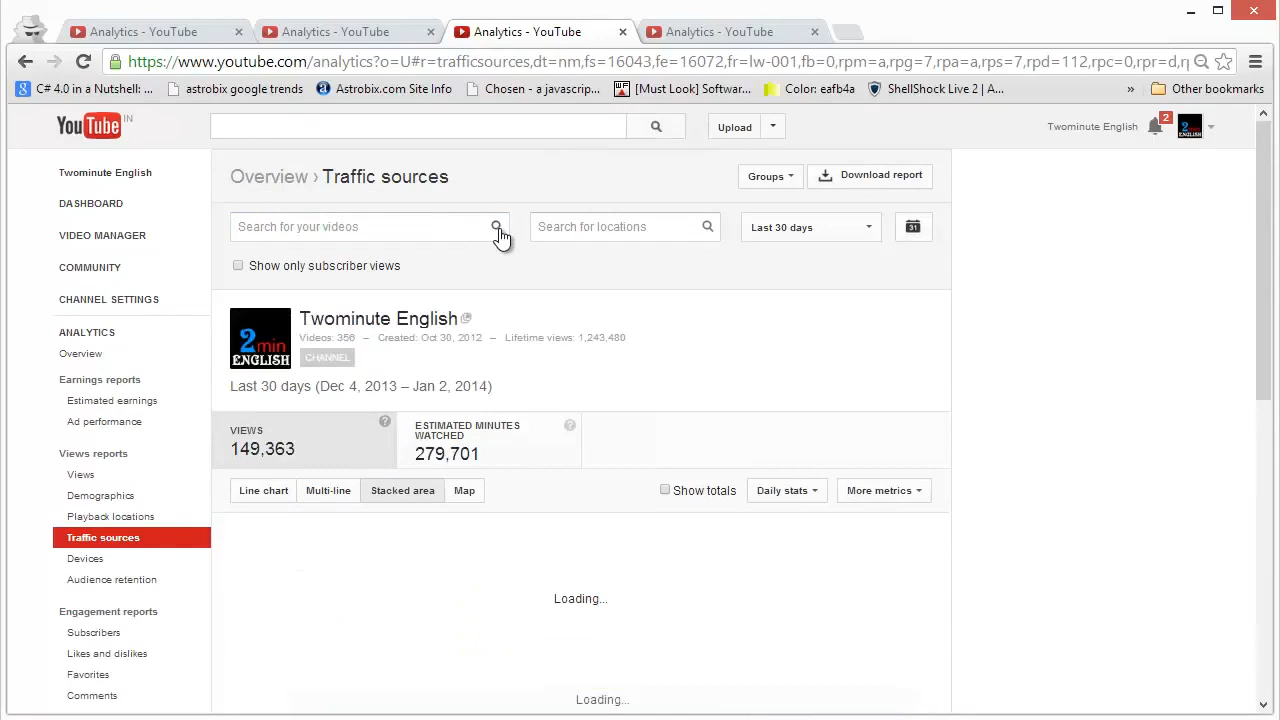 Analytics - YouTube
Analytics - YouTube
Analytics - YouTube
Analytics - YouTube
https://www.youtube.com/analytics?o=U#r=trafficsources,dt=nm,fs=16043,fe=16072,fr=lw-001,fb=0,rpm=a,rpg=7,rpa=a,rps=7,rpd=112,rpc=0,rpr=d,rp
C# 4.0 in a Nutshell: ...
astrobix google trends
Astrobix.com Site Info
Chosen - a javascrip...
[Must Look] Softwar...
Color: eafb4a
ShellShock Live 2 | A...
»
Other bookmarks
YouTube IN
Upload
Twominute English
2
Twominute English
DASHBOARD
VIDEO MANAGER
COMMUNITY
CHANNEL SETTINGS
ANALYTICS
Overview
Earnings reports
Estimated earnings
Ad performance
Views reports
Views
Demographics
Playback locations
Traffic sources
Devices
Audience retention
Engagement reports
Subscribers
Likes and dislikes
Favorites
Comments
Overview › Traffic sources
Groups
Download report
Search for your videos
Search for locations
Last 30 days
31
Show only subscriber views
2min
ENGLISH
Twominute English
Videos: 356 – Created: Oct 30, 2012 – Lifetime views: 1,243,480
CHANNEL
Last 30 days (Dec 4, 2013 – Jan 2, 2014)
VIEWS
?
149,363
ESTIMATED MINUTES
WATCHED
?
279,701
Line chart
Multi-line
Stacked area
Map
Show totals
Daily stats
More metrics
Loading...
Loading...